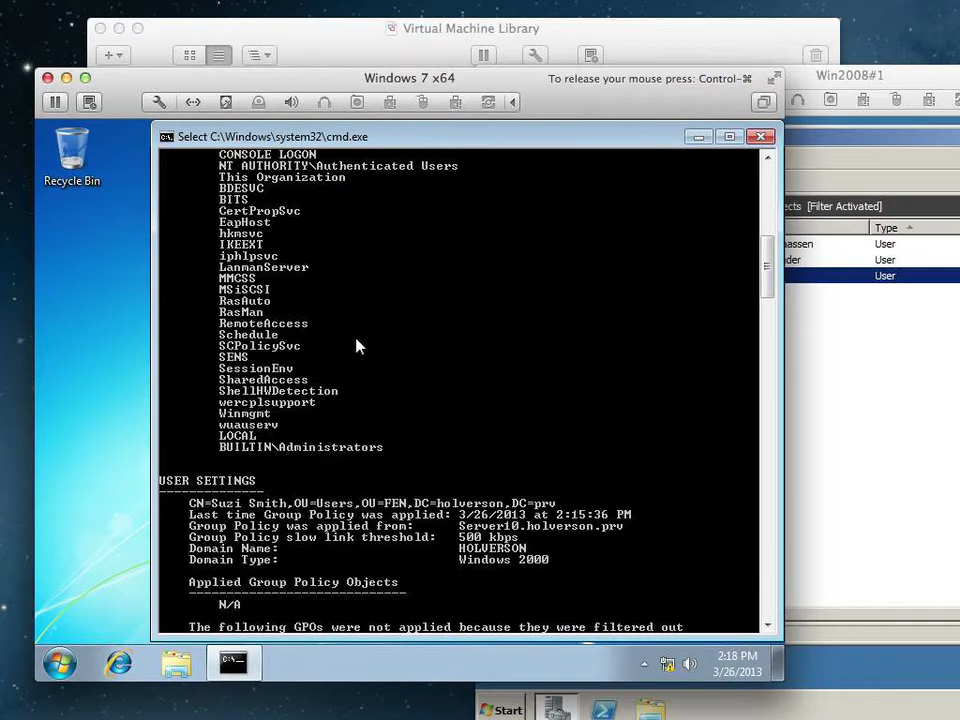 Virtual Machine Library
Windows 7 x64
To release your mouse press: Control-⌘
Win2008#1
Recycle Bin
Select C:\Windows\system32\cmd.exe
CONSOLE LOGON
NT AUTHORITY\Authenticated Users
This Organization
BDESVC
BITS
CertPropSvc
EapHost
hkmsvc
IKEEXT
iphlpsvc
LanmanServer
MMCSS
MSiSCSI
RasAuto
RasMan
RemoteAccess
Schedule
SCPolicySvc
SENS
SessionEnv
SharedAccess
ShellHWDetection
wercplsupport
Winmgmt
wuauserv
LOCAL
BUILTIN\Administrators
USER SETTINGS
--------------
CN=Suzi Smith,OU=Users,OU=FEN,DC=holverson,DC=prv
Last time Group Policy was applied: 3/26/2013 at 2:15:36 PM
Group Policy was applied from: Server10.holverson.prv
Group Policy slow link threshold: 500 kbps
Domain Name: HOLVERSON
Domain Type: Windows 2000
Applied Group Policy Objects
-----------------------------
N/A
The following GPOs were not applied because they were filtered out
ects [Filter Activated]
Type
aassen User
nder User
User
2:18 PM
3/26/2013
Start